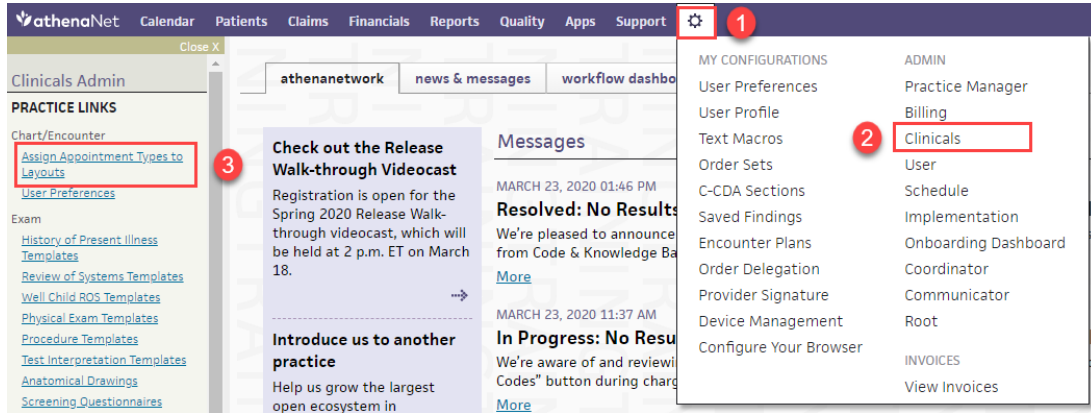 athenaNet Calendar Patients Claims Financials Reports Quality Apps Support
1
Close X
Clinicals Admin
PRACTICE LINKS
Chart/Encounter
Assign Appointment Types to
Layouts
3
User Preferences
Exam
History of Present Illness
Templates
Review of Systems Templates
Well Child ROS Templates
Physical Exam Templates
Procedure Templates
Test Interpretation Templates
Anatomical Drawings
Screening Questionnaires
athenanetwork
news & messages
workflow dashbo
Check out the Release
Walk-through Videocast
Registration is open for the
Spring 2020 Release Walk-
through videocast, which will
be held at 2 p.m. ET on March
18.
Introduce us to another
practice
Help us grow the largest
open ecosystem in
Messages
MARCH 23, 2020 01:46 PM
Resolved: No Results
We're pleased to announce
from Code & Knowledge Ba
More
MARCH 23, 2020 11:37 AM
In Progress: No Resu
We're aware of and reviewi
Codes" button during charg
More
MY CONFIGURATIONS
User Preferences
User Profile
Text Macros
Order Sets
C-CDA Sections
Saved Findings
Encounter Plans
Order Delegation
Provider Signature
Device Management
Configure Your Browser
ADMIN
Practice Manager
Billing
2
Clinicals
User
Schedule
Implementation
Onboarding Dashboard
Coordinator
Communicator
Root
INVOICES
View Invoices